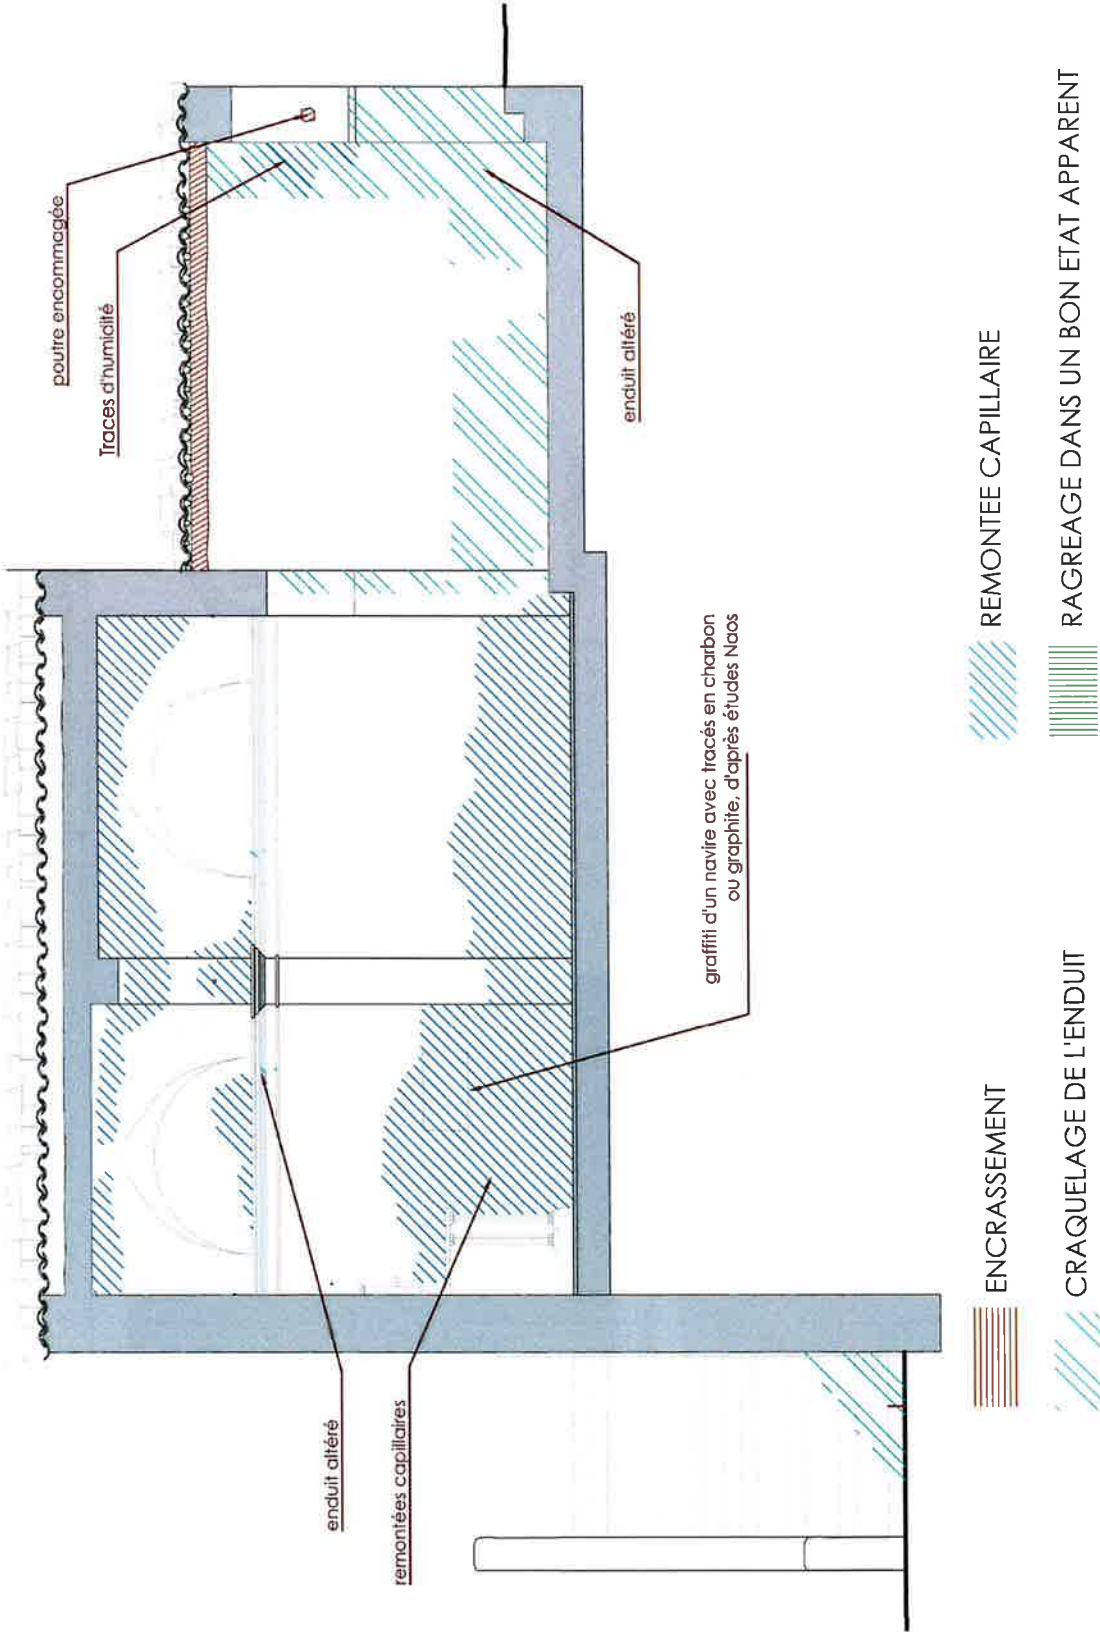 poutre encommagée
Traces d'humidité
enduit altéré
graffiti d'un navire avec tracés en charbon
ou graphite, d'après études Naos
enduit altéré
remontées capillaires
ENCRASSEMENT
REMONTEE CAPILLAIRE
CRAQUELAGE DE L'ENDUIT
RAGREAGE DANS UN BON ETAT APPARENT